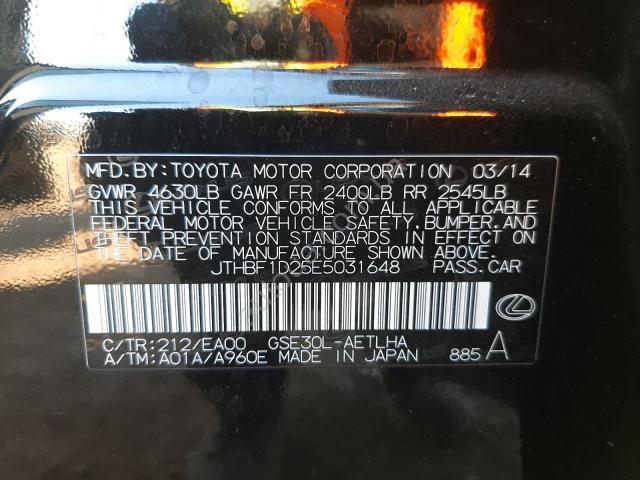 MFD.BY:TOYOTA MOTOR CORPORATION 03/14
GVWR 4630LB GAWR FR 2400LB RR 2545LB
THIS VEHICLE CONFORMS TO ALL APPLICABLE
FEDERAL MOTOR VEHICLE SAFETY,BUMPER,AND
THEFT PREVENTION STANDARDS IN EFFECT ON
THE DATE OF MANUFACTURE SHOWN ABOVE.
JTHBF1D25E5031648 PASS.CAR
C/TR:212/EA00 GSE30L-AETLHA
A/TM:A01A/A960E MADE IN JAPAN 885 A